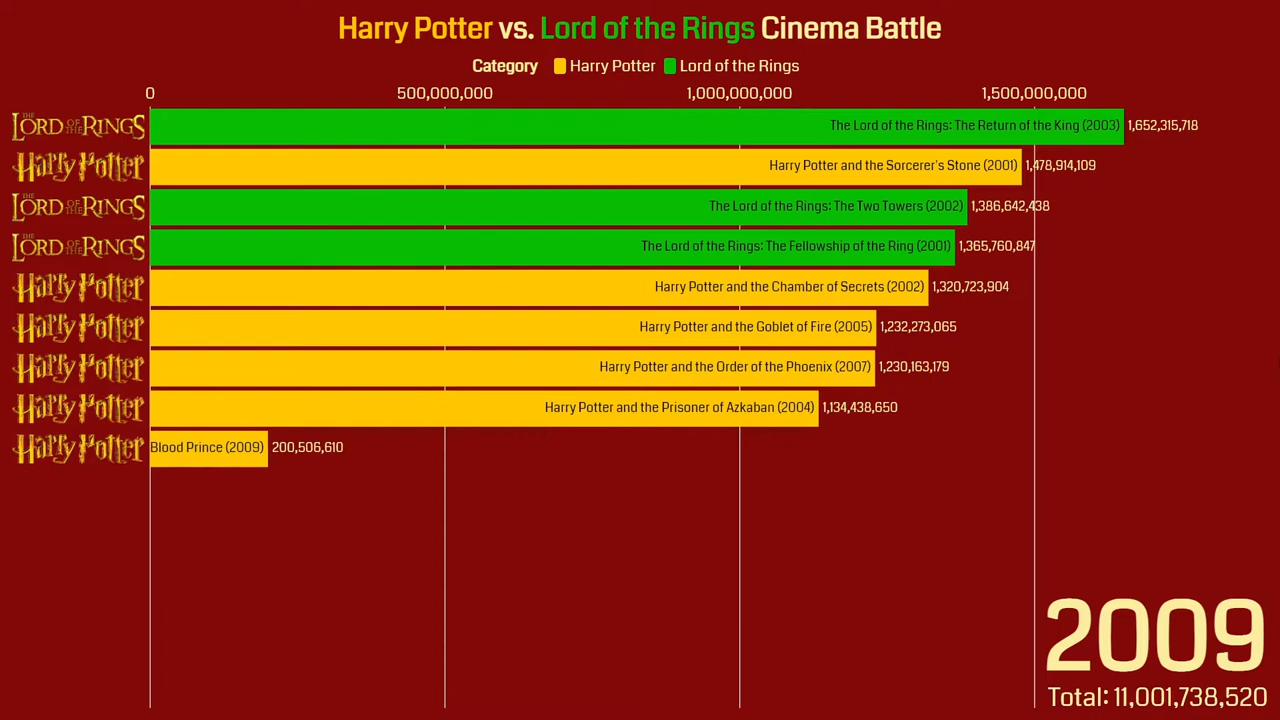 Harry Potter vs. Lord of the Rings Cinema Battle
Category Harry Potter Lord of the Rings
0 500,000,000 1,000,000,000 1,500,000,000
THE LORD OF THE RINGS The Lord of the Rings: The Return of the King (2003) 1,652,315,718
Harry Potter Harry Potter and the Sorcerer's Stone (2001) 1,478,914,109
THE LORD OF THE RINGS The Lord of the Rings: The Two Towers (2002) 1,386,642,438
THE LORD OF THE RINGS The Lord of the Rings: The Fellowship of the Ring (2001) 1,365,760,847
Harry Potter Harry Potter and the Chamber of Secrets (2002) 1,320,723,904
Harry Potter Harry Potter and the Goblet of Fire (2005) 1,232,273,065
Harry Potter Harry Potter and the Order of the Phoenix (2007) 1,230,163,179
Harry Potter Harry Potter and the Prisoner of Azkaban (2004) 1,134,438,650
Harry Potter Blood Prince (2009) 200,506,610
2009
Total: 11,001,738,520